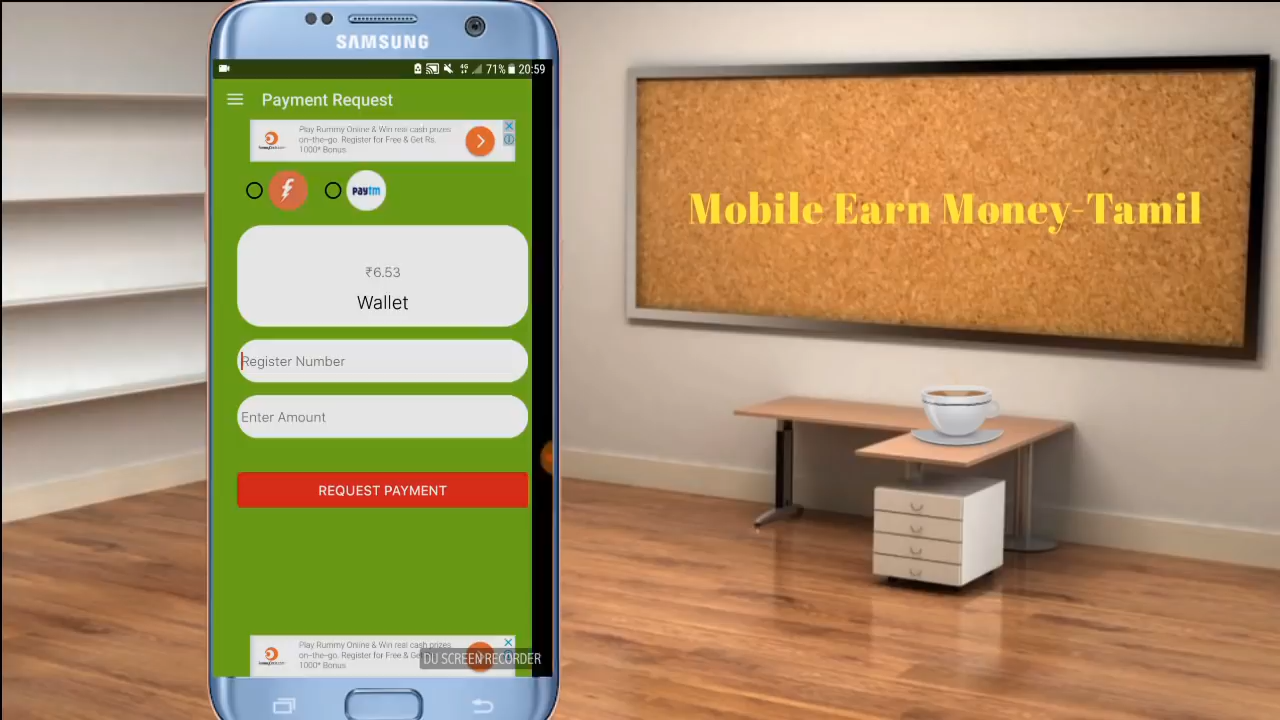 SAMSUNG
4G 71% 20:59
Payment Request
Play Rummy Online & Win real cash prizes
on-the-go. Register for Free & Get Rs.
1000* Bonus
paytm
₹6.53
Wallet
Register Number
Enter Amount
REQUEST PAYMENT
Play Rummy Online & Win real cash prizes
on-the-go. Register for Free & Get
1000* Bonus
DU SCREEN RECORDER
Mobile Earn Money-Tamil